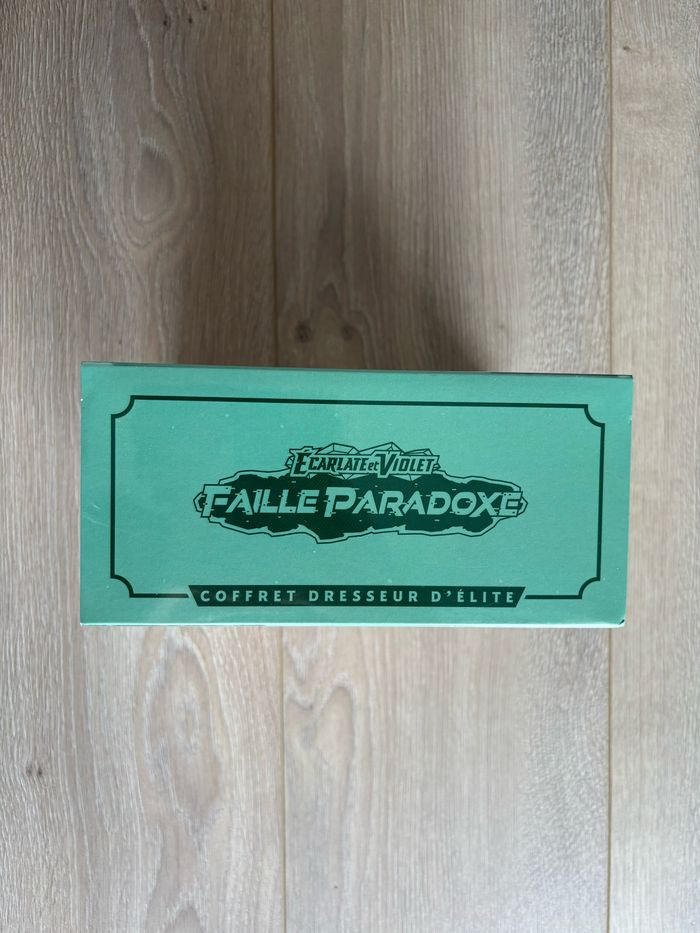 ÉCARLATE et VIOLET
FAILLE PARADOXE
COFFRET DRESSEUR D'ÉLITE